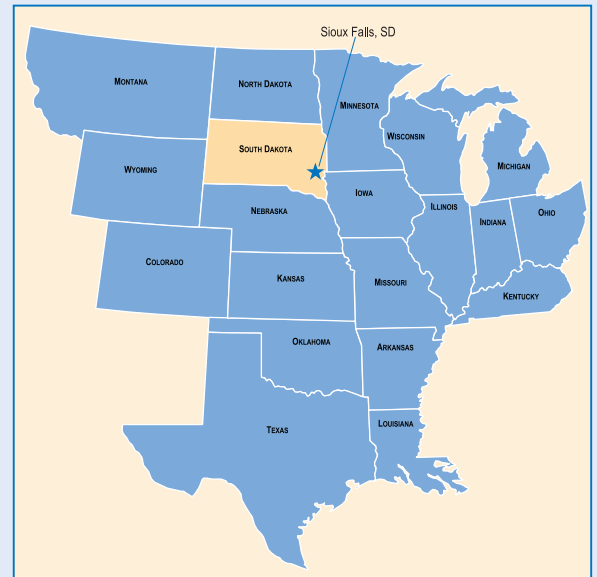 Sioux Falls, SD
MONTANA
NORTH DAKOTA
MINNESOTA
WISCONSIN
SOUTH DAKOTA
MICHIGAN
WYOMING
IOWA
ILLINOIS
NEBRASKA
INDIANA
OHIO
COLORADO
KANSAS
MISSOURI
KENTUCKY
OKLAHOMA
ARKANSAS
LOUISIANA
TEXAS